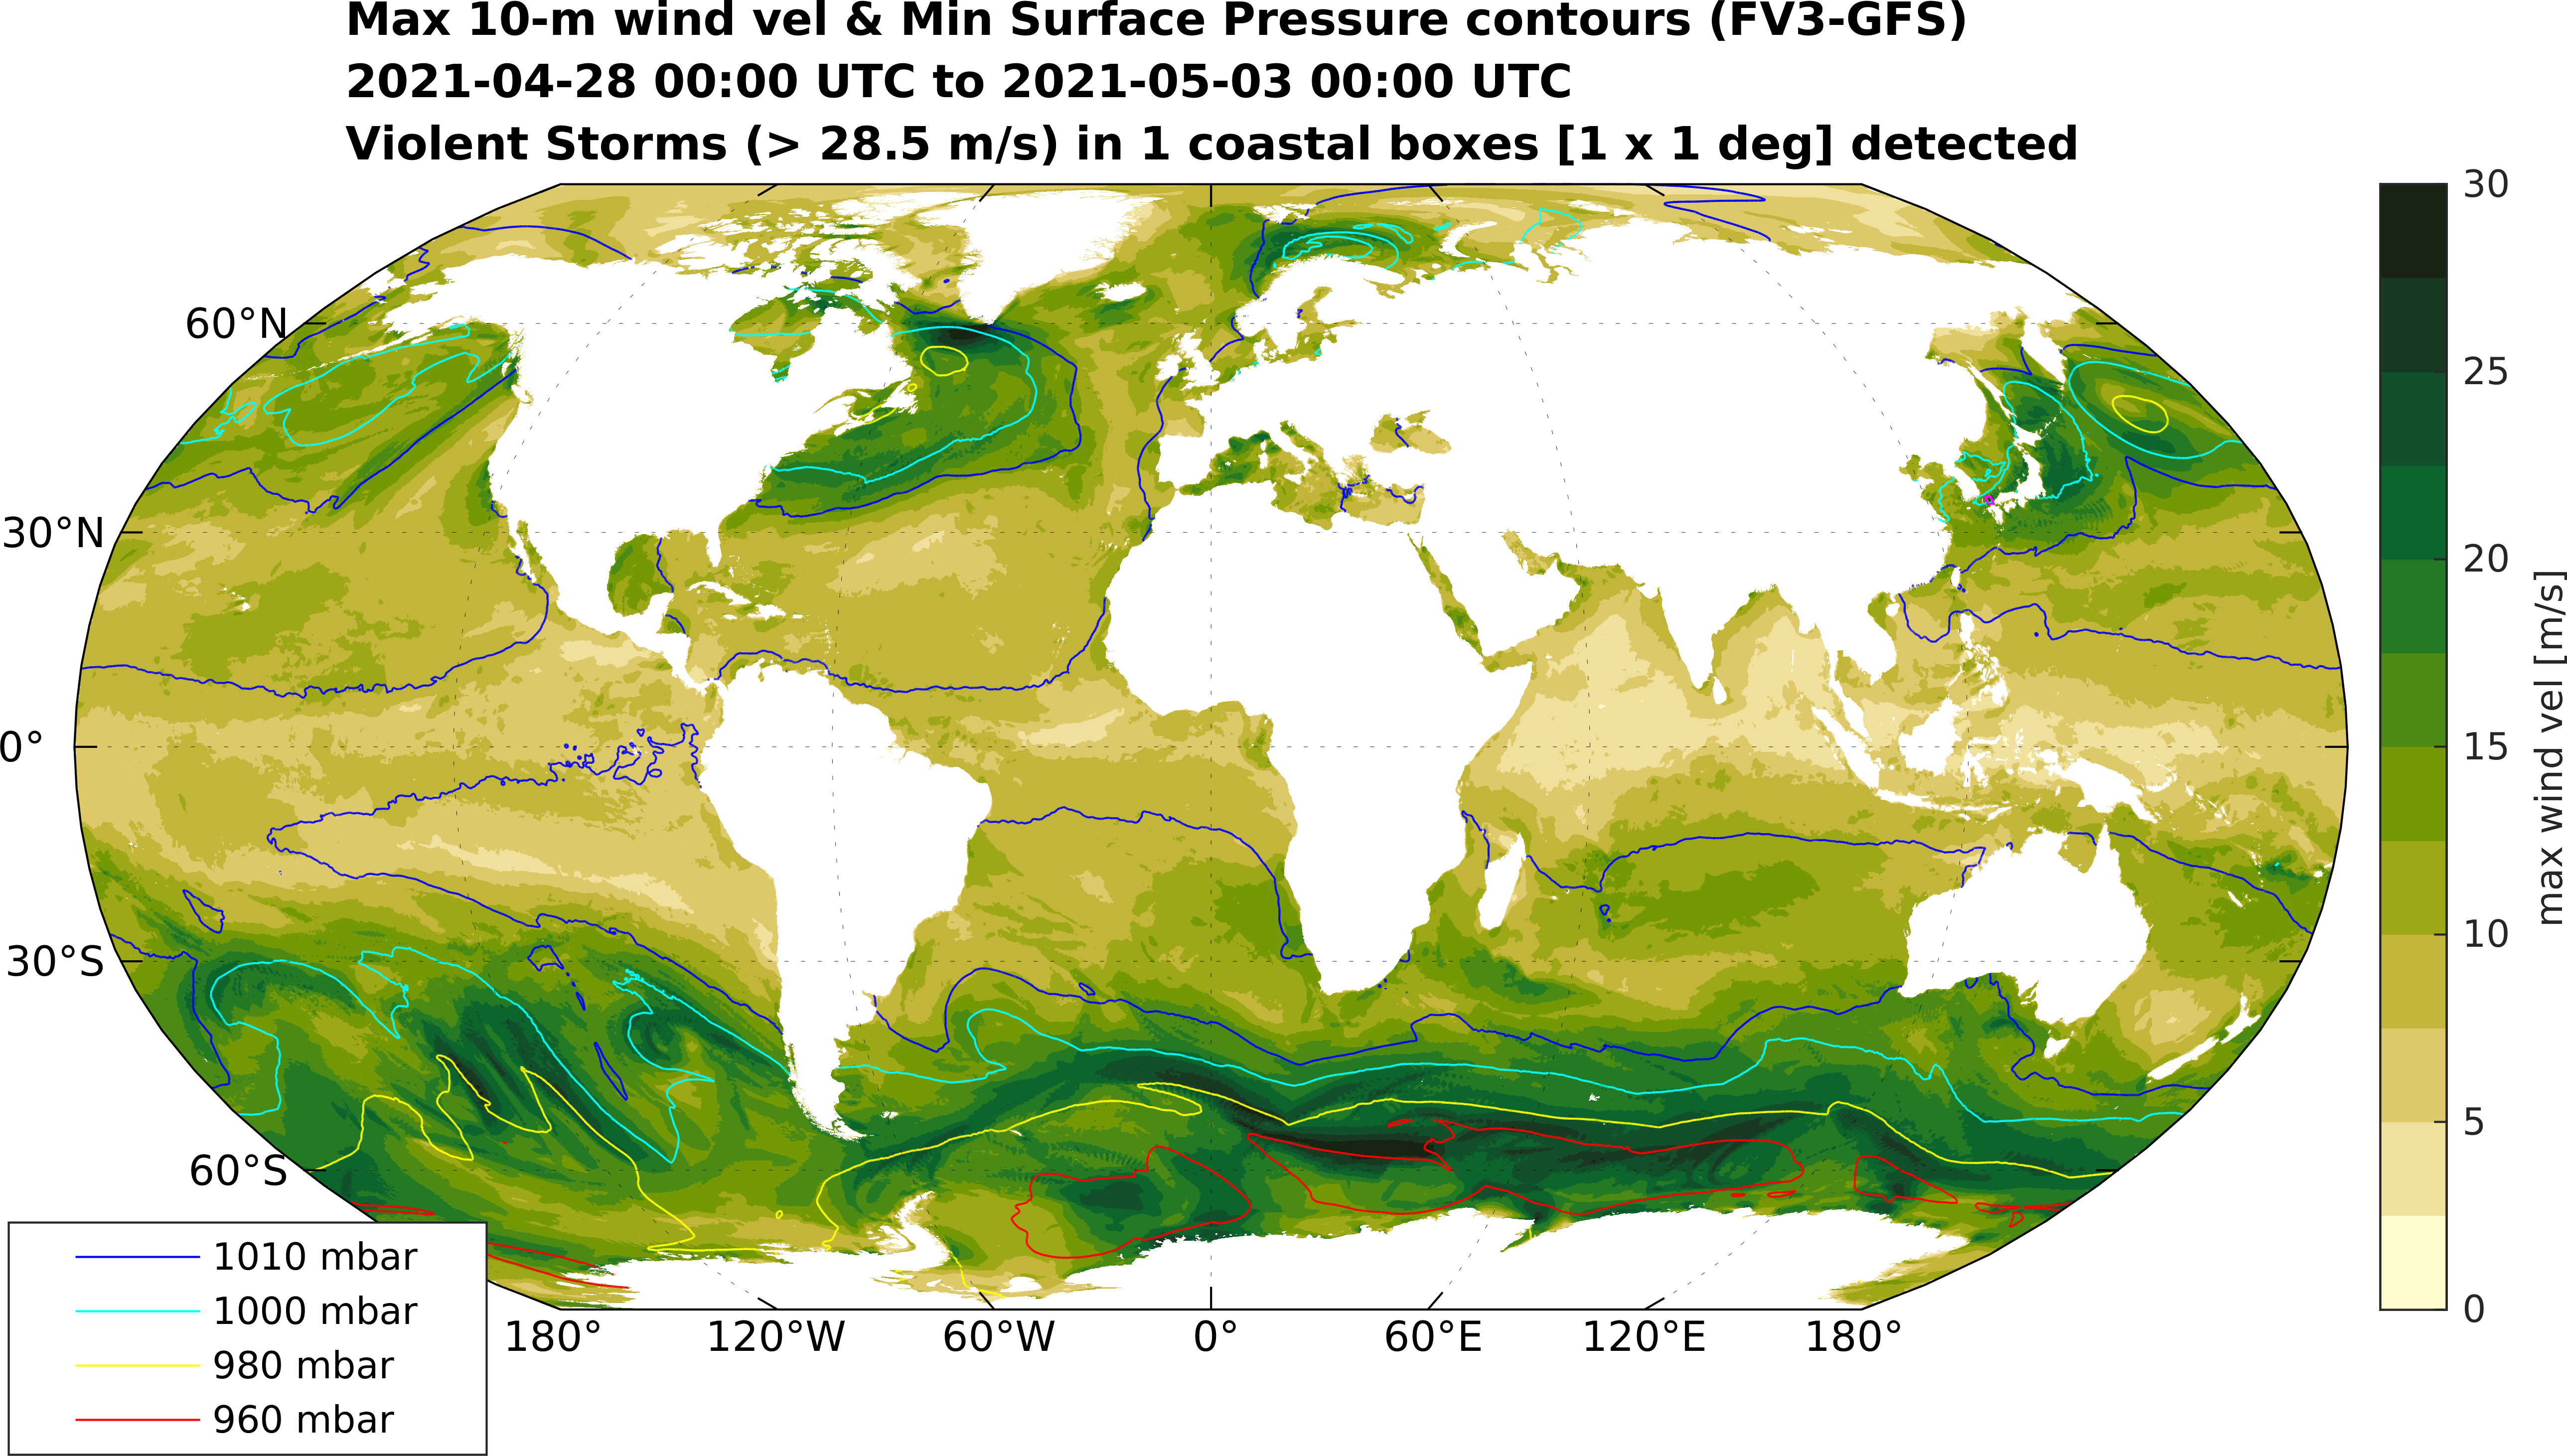 Max 10-m wind vel & Min Surface Pressure contours (FV3-GFS)
2021-04-28 00:00 UTC to 2021-05-03 00:00 UTC
Violent Storms (> 28.5 m/s) in 1 coastal boxes [1 x 1 deg] detected
60°N
30°N
0°
30°S
60°S
180°
120°W
60°W
0°
60°E
120°E
180°
1010 mbar
1000 mbar
980 mbar
960 mbar
30
25
20
15
10
5
0
max wind vel [m/s]